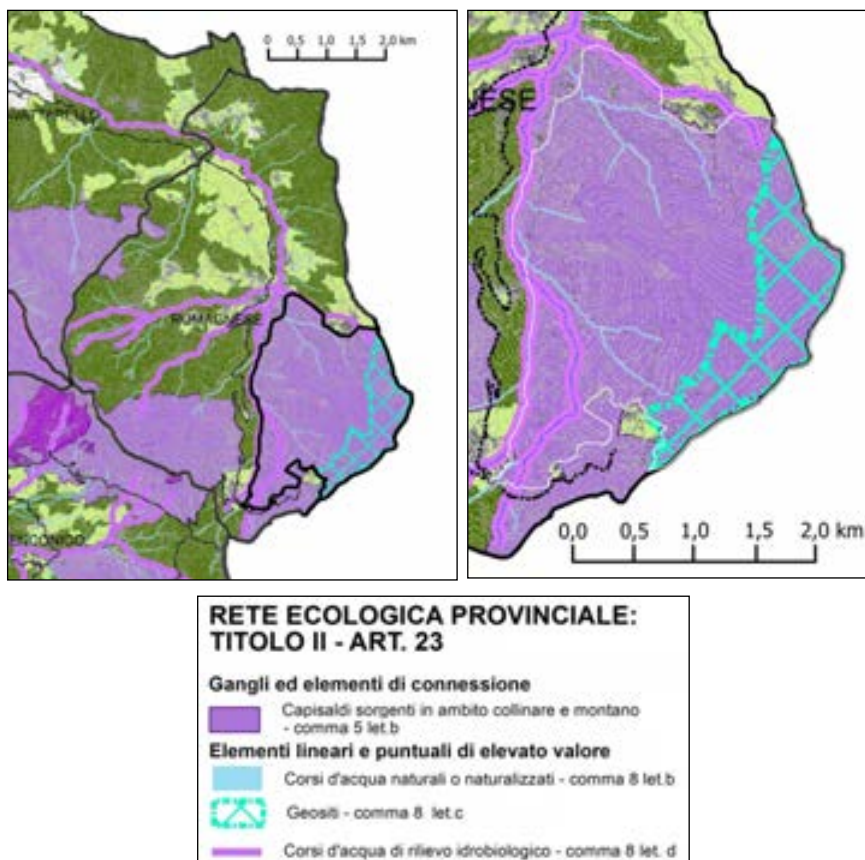 0 0,5 1,0 1,5 2,0 km
ROMAGNESE
NESE
0,0 0,5 1,0 1,5 2,0 km
RETE ECOLOGICA PROVINCIALE:
TITOLO II - ART. 23
Gangli ed elementi di connessione
Capisaldi sorgenti in ambito collinare e montano
- comma 5 let.b
Elementi lineari e puntuali di elevato valore
Corsi d'acqua naturali o naturalizzati - comma 8 let.b
Geositi - comma 8 let.c
Corsi d'acqua di rilievo idrobiologico - comma 8 let. d